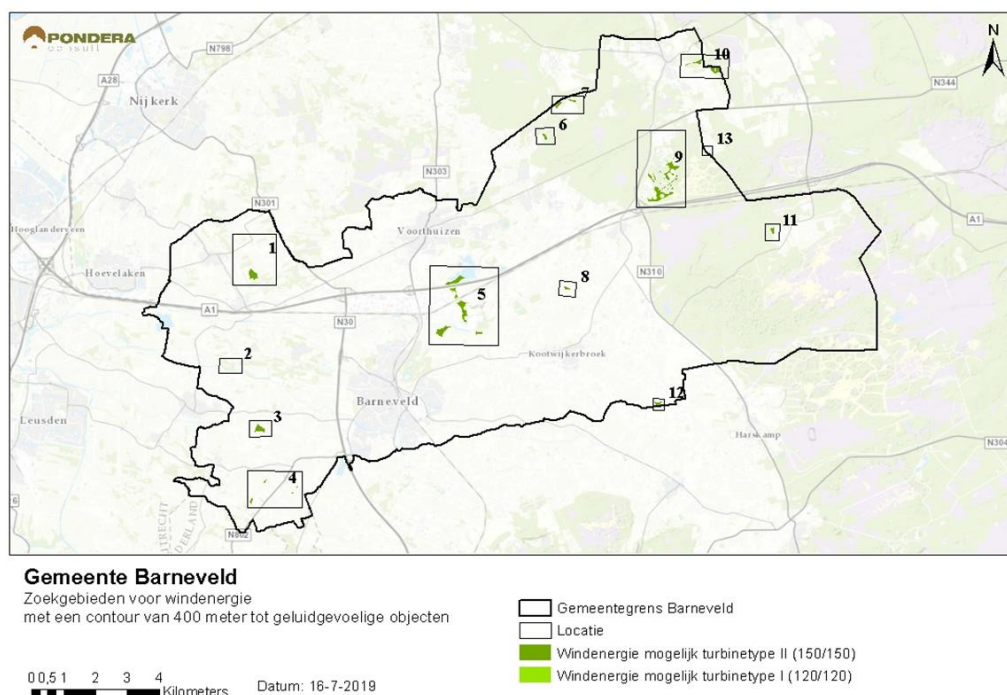 PONDERA
N798
N
10
A28
N344
Nijkerk
7
6
13
9
N303
N301
Voorthuizen
11
A1
Hooglanderveen
1
Hoevelaken
N310
8
5
A1
N30
Kootwijkerbroek
2
Barneveld
12
Leusden
3
Harskamp
N304
4
UTRECHT
N802
Gemeente Barneveld
Zoekgebieden voor windenergie
met een contour van 400 meter tot geluidgevoelige objecten
Gemeentegrens Barneveld
Locatie
Windenergie mogelijk turbinetype II (150/150)
Windenergie mogelijk turbinetype I (120/120)
0 0,5 1 2 3 4
Kilometers
Datum: 16-7-2019